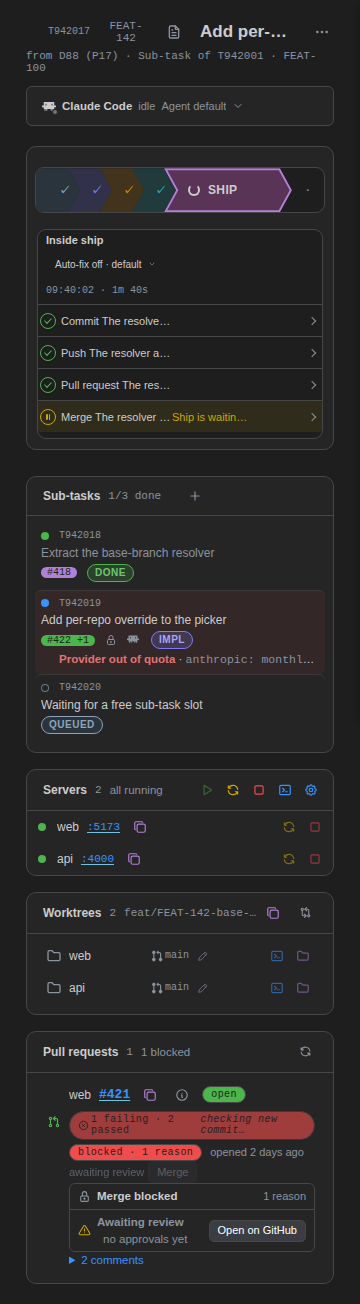 T942017 FEAT-142 Add per-…
from D88 (P17) · Sub-task of T942001 · FEAT-
100
Claude Code idle Agent default
SHIP
Inside ship
Auto-fix off · default
09:40:02 · 1m 40s
Commit The resolve…
Push The resolver a…
Pull request The res…
Merge The resolver … Ship is waitin…
Sub-tasks 1/3 done
T942018
Extract the base-branch resolver
#418 DONE
T942019
Add per-repo override to the picker
#422 +1 IMPL
Provider out of quota · anthropic: monthl…
T942020
Waiting for a free sub-task slot
QUEUED
Servers 2 all running
web :5173
api :4000
Worktrees 2 feat/FEAT-142-base-…
web main
api main
Pull requests 1 1 blocked
web #421 open
1 failing · 2 passed checking new commit…
blocked · 1 reason opened 2 days ago
awaiting review Merge
Merge blocked 1 reason
Awaiting review
no approvals yet
Open on GitHub
2 comments